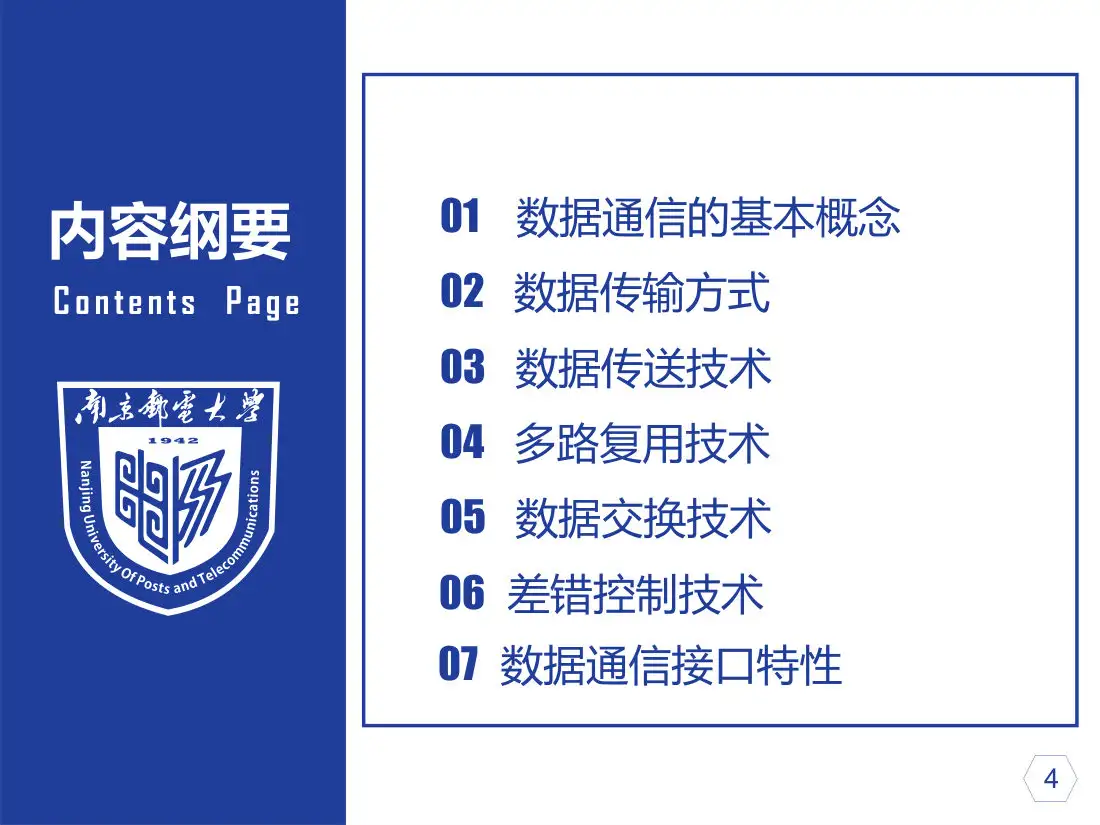 内容纲要
Contents Page
南京郵電大學
1942
Nanjing University Of Posts and Telecommunications
01 数据通信的基本概念
02 数据传输方式
03 数据传送技术
04 多路复用技术
05 数据交换技术
06 差错控制技术
07 数据通信接口特性
4